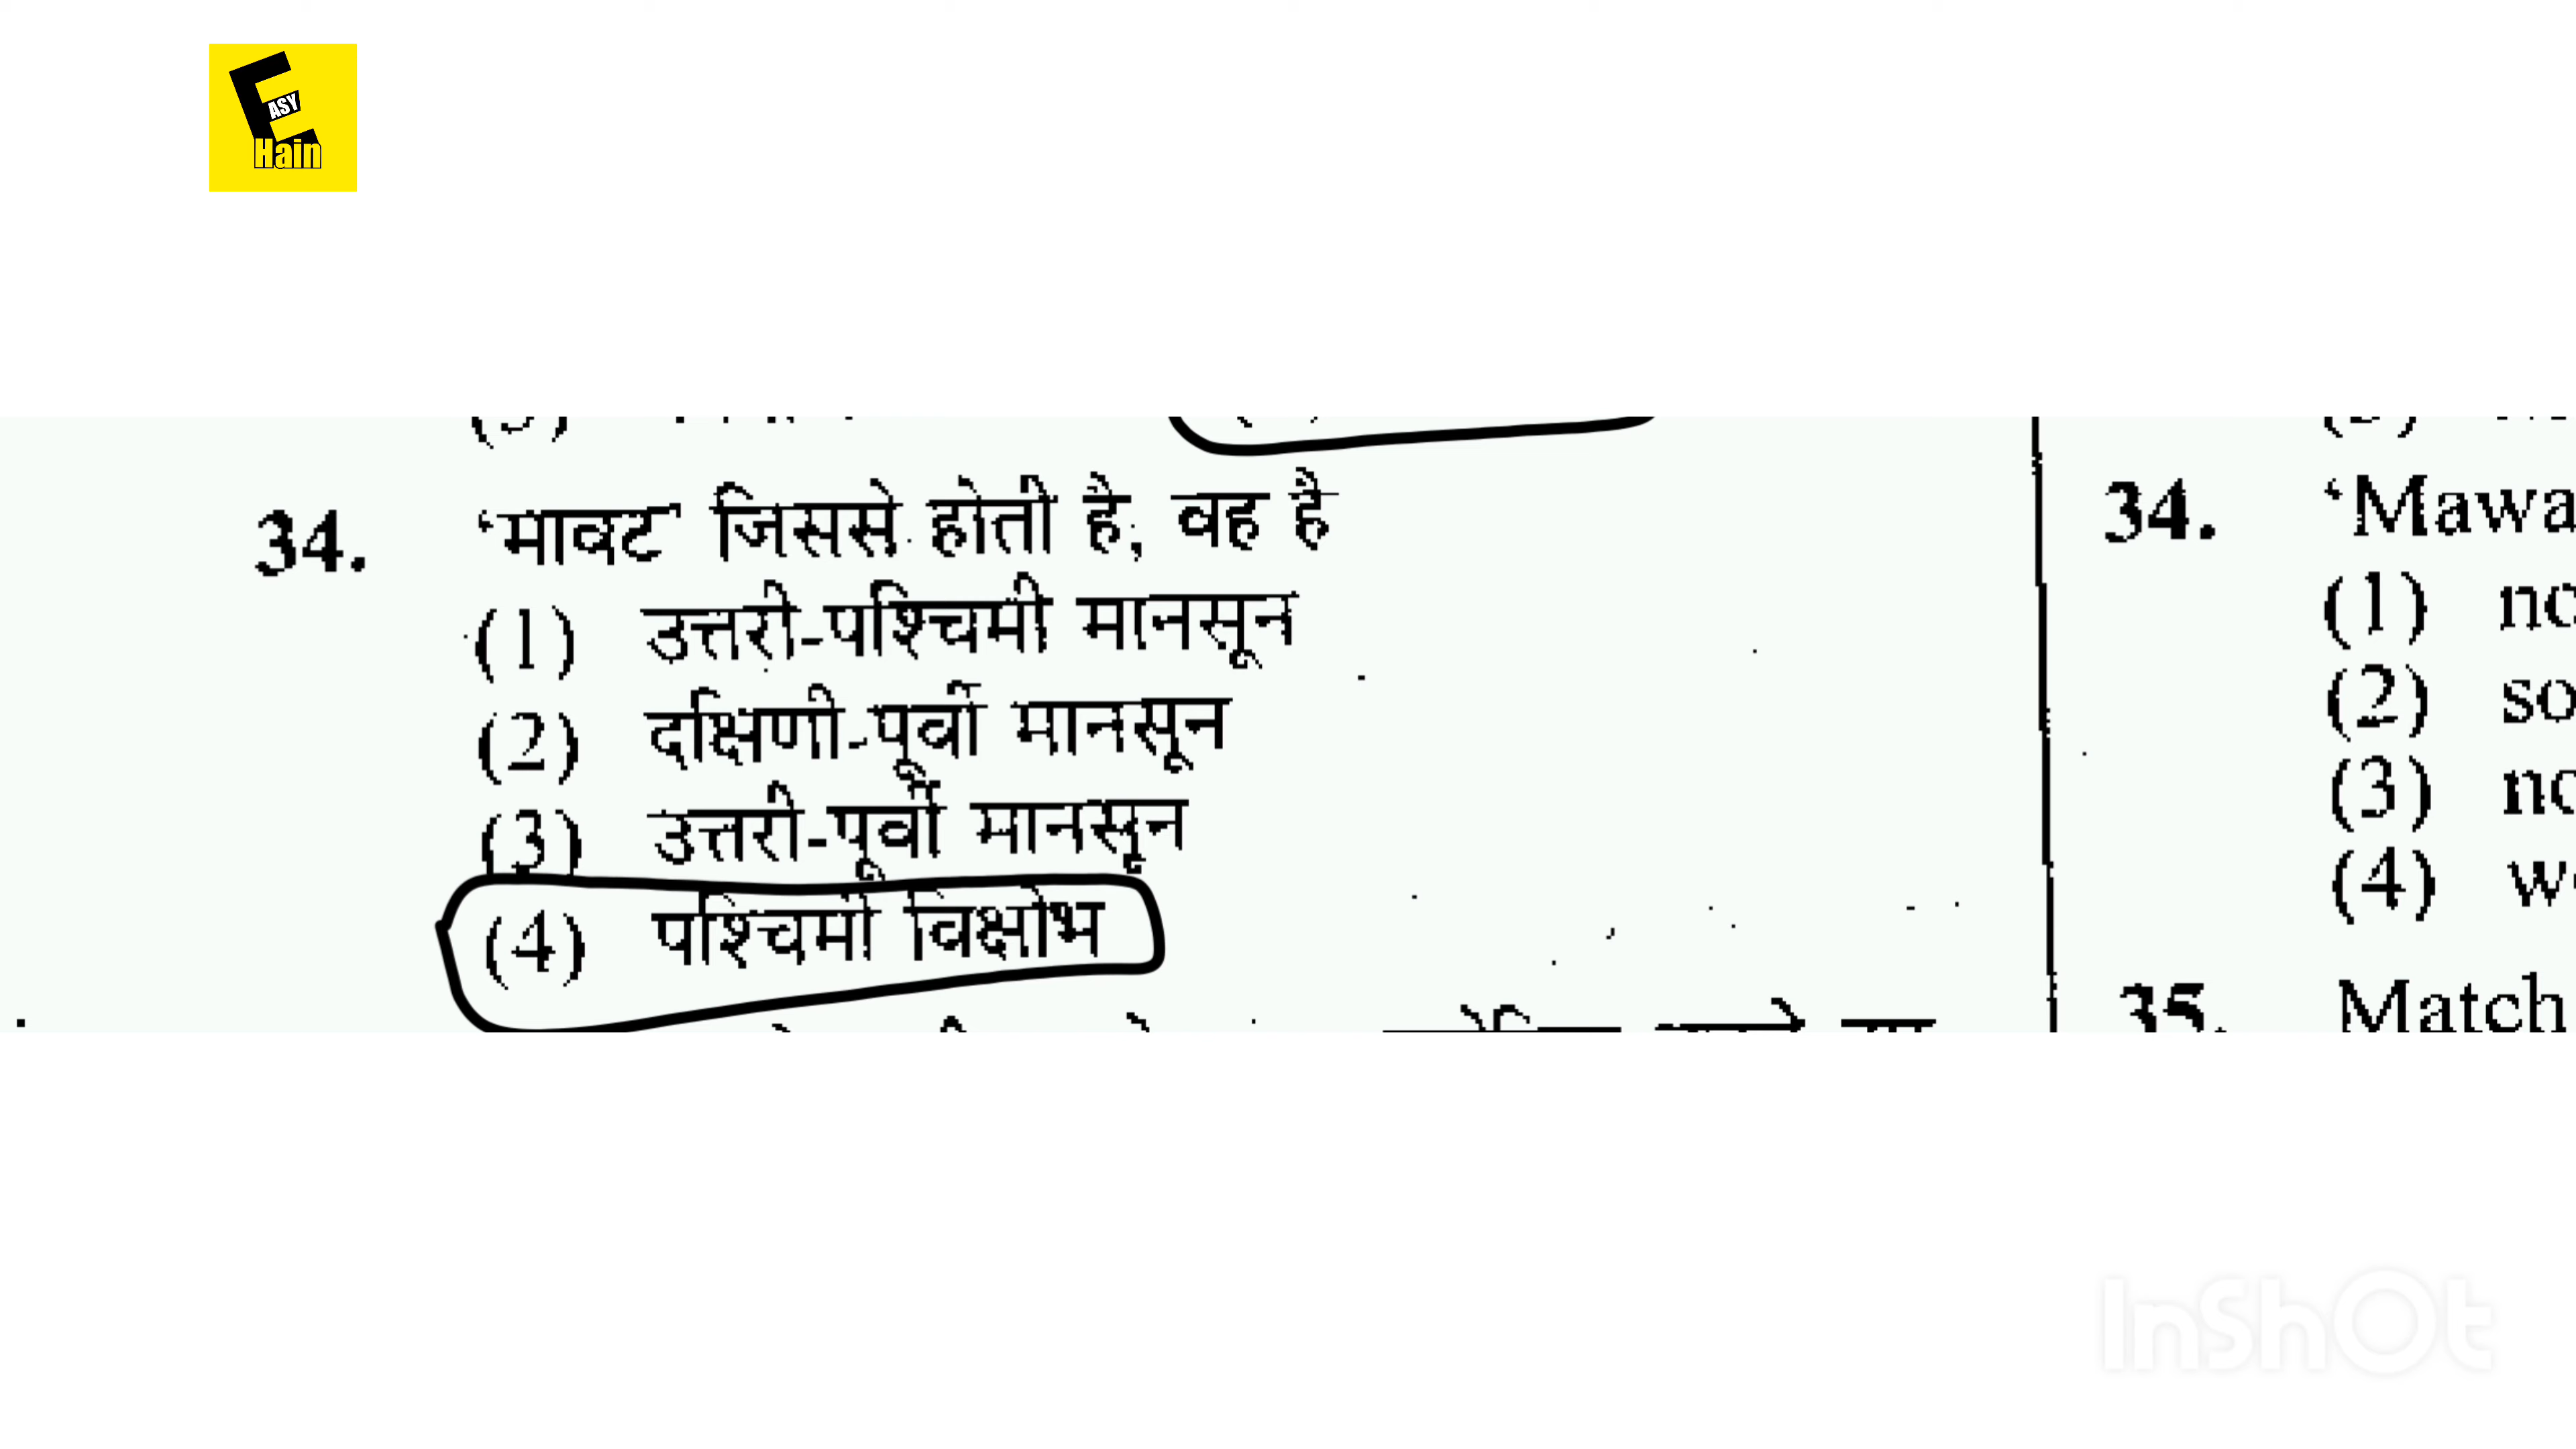 EASY
Hain
34. 'मावट' जिससे होती है, वह है
(1) उत्तरी-पश्चिमी मानसून
(2) दक्षिणी-पूर्वी मानसून
(3) उत्तरी-पूर्वी मानसून
(4) पश्चिमी विक्षोभ
34. 'Mawa
(1) no
(2) so
(3) no
(4) w
35. Match
InShOt